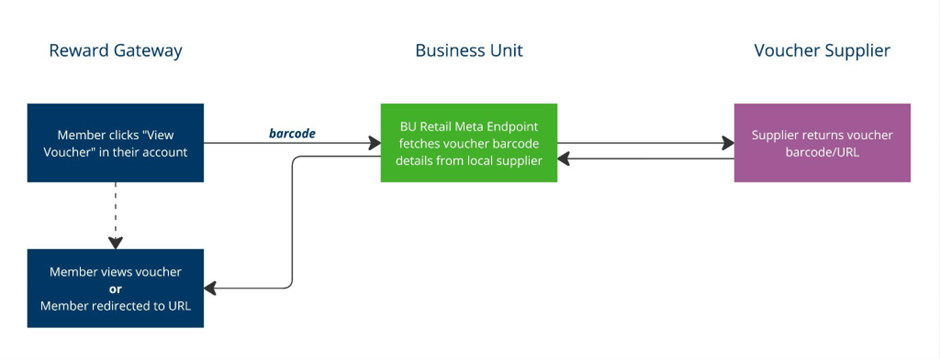 Reward Gateway
Business Unit
Voucher Supplier
Member clicks "View
Voucher" in their account
barcode
BU Retail Meta Endpoint
fetches voucher barcode
details from local supplier
Supplier returns voucher
barcode/URL
Member views voucher
or
Member redirected to URL